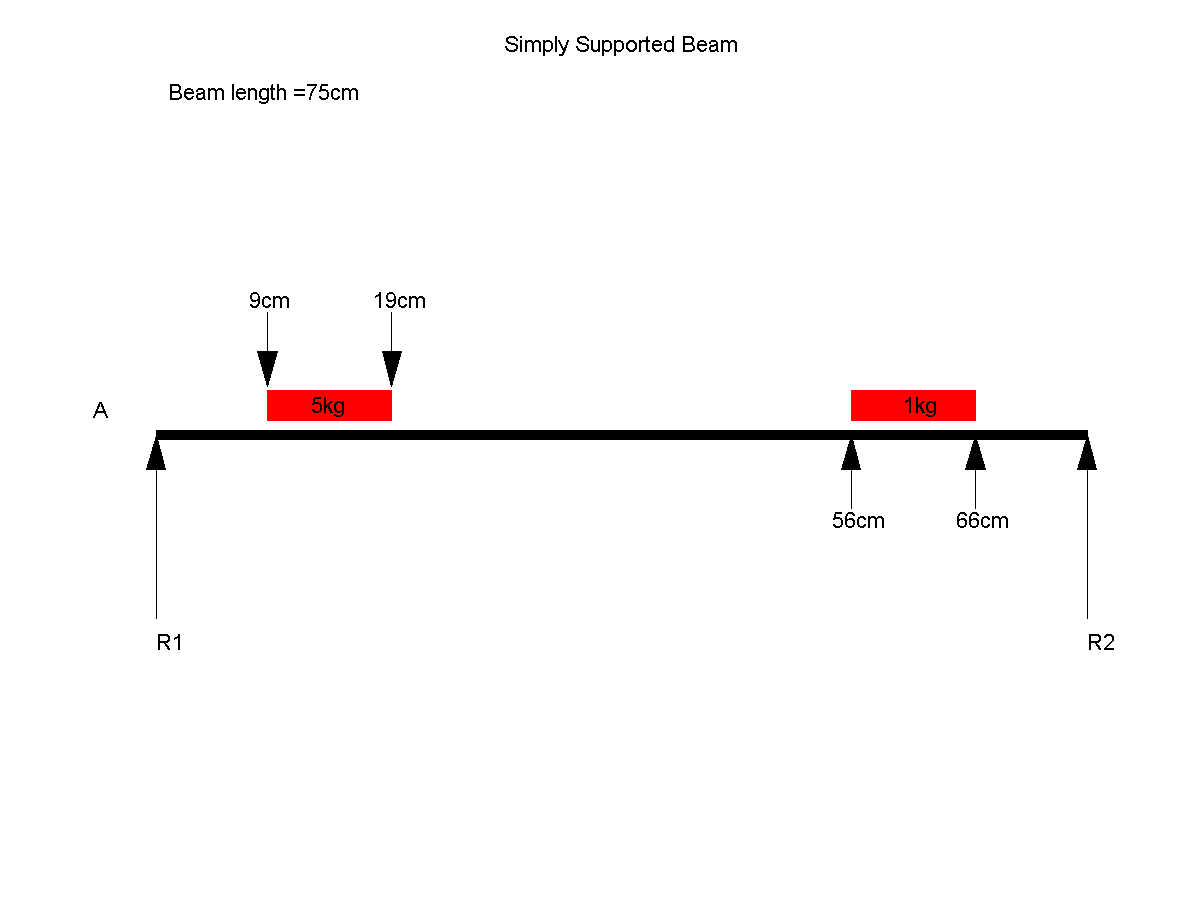 Simply Supported Beam
Beam length =75cm
9cm
19cm
5kg
1kg
A
56cm
66cm
R1
R2